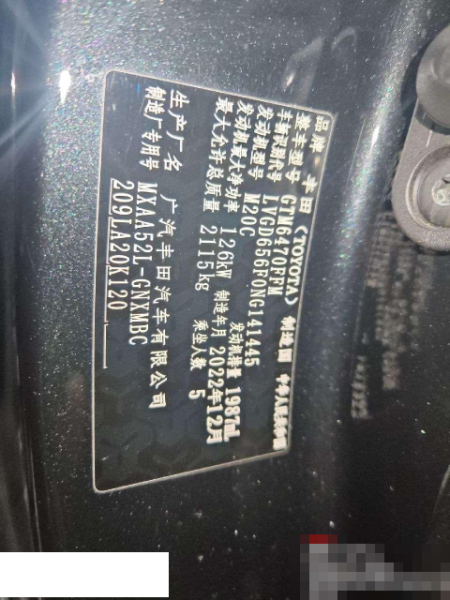 品牌 丰田 (TOYOTA) 制造国 中华人民共和国
整车型号 GTM6470FFM
车辆识别代号 LVGD656F0NG141445
发动机型号 M20C 发动机排量 1987mL
发动机最大净功率 126kW 制造年月 2022年12月
最大允许总质量 2115kg 乘坐人数 5
生产厂名 广汽丰田汽车有限公司
制造厂专用号 MXAA52L-GNXMBC
209 LA20K120